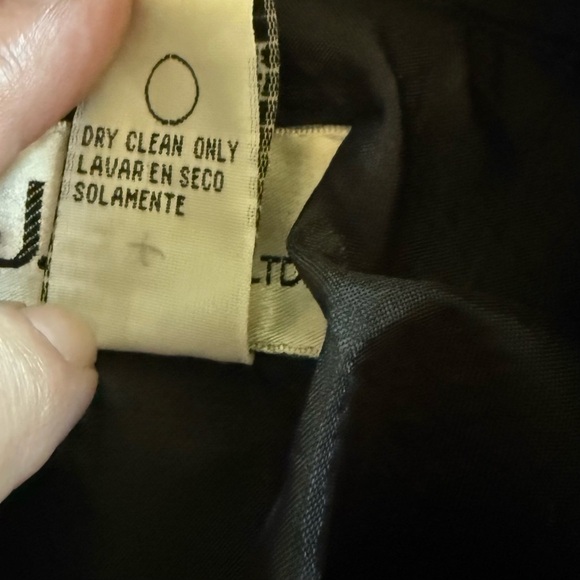 DRY CLEAN ONLY
LAVAR EN SECO
SOLAMENTE
J.
LTD